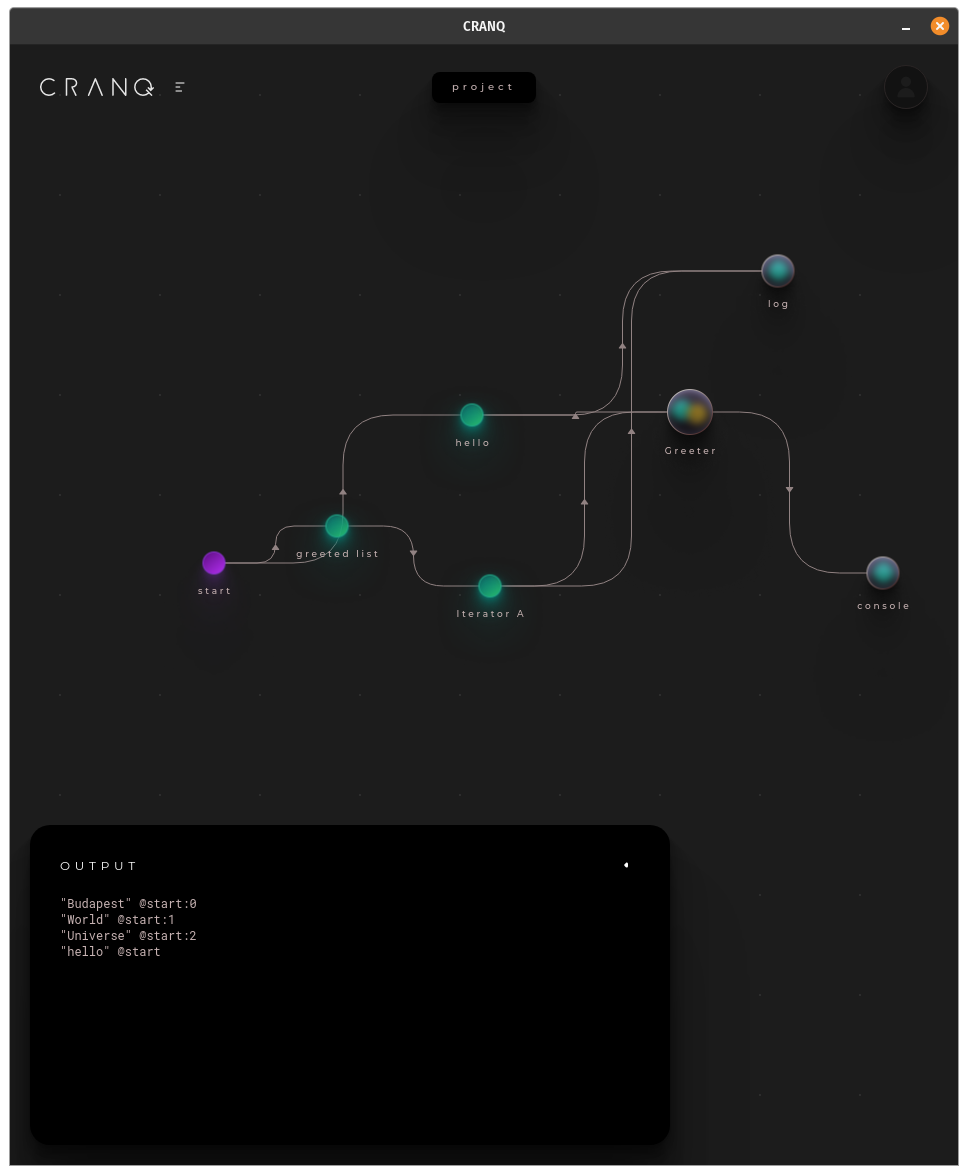 CRANQ
CRANQ
project
log
hello
Greeter
greeted list
start
Iterator A
console
OUTPUT
"Budapest" @start:0
"World" @start:1
"Universe" @start:2
"hello" @start